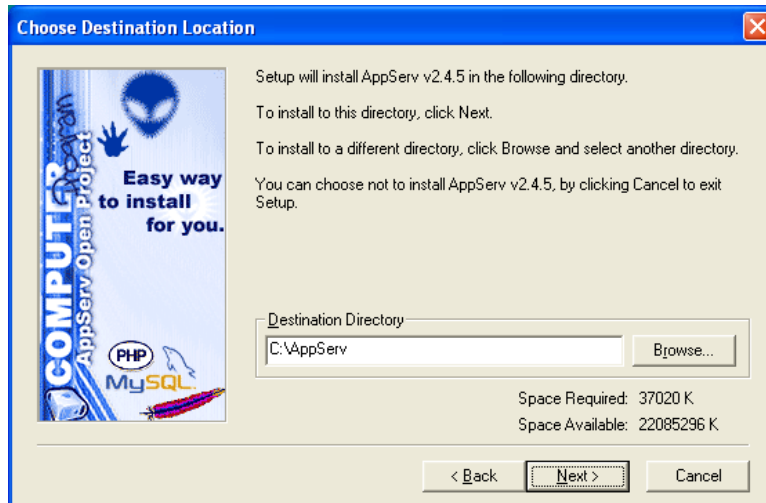 Choose Destination Location
Setup will install AppServ v2.4.5 in the following directory.
To install to this directory, click Next.
To install to a different directory, click Browse and select another directory.
You can choose not to install AppServ v2.4.5, by clicking Cancel to exit
Setup.
COMPUTER
Program
AppServ Open Project
Easy way
to install
for you.
PHP
MySQL
Destination Directory
C:\AppServ
Browse...
Space Required: 37020 K
Space Available: 22085296 K
< Back
Next >
Cancel